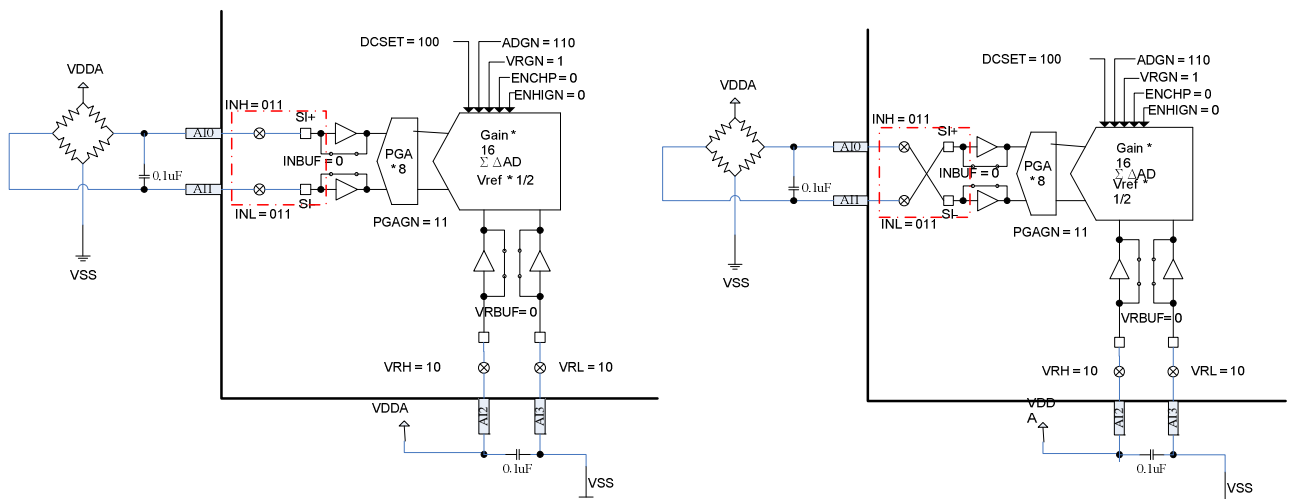 DCSET = 100
ADGN = 110
VRGN = 1
ENCHP = 0
ENHIGN = 0
VDDA
INH = 011
SI+
AI0
0.1uF
INBUF = 0
PGA
* 8
Gain *
16
Σ ΔAD
Vref * 1/2
AI1
INL = 011
SI-
PGAGN = 11
VSS
VRBUF= 0
VRH = 10
VRL = 10
VDDA
AI2
AI3
0.1uF
VSS
DCSET = 100
ADGN = 110
VRGN = 1
ENCHP = 0
ENHIGN = 0
VDDA
INH = 011
SI+
AI0
0.1uF
INBUF = 0
PGA
* 8
Gain *
16
Σ ΔAD
Vref *
1/2
AI1
INL = 011
SI-
PGAGN = 11
VSS
VRBUF= 0
VRH = 10
VRL = 10
VDD
A
AI2
AI3
0.1uF
VSS